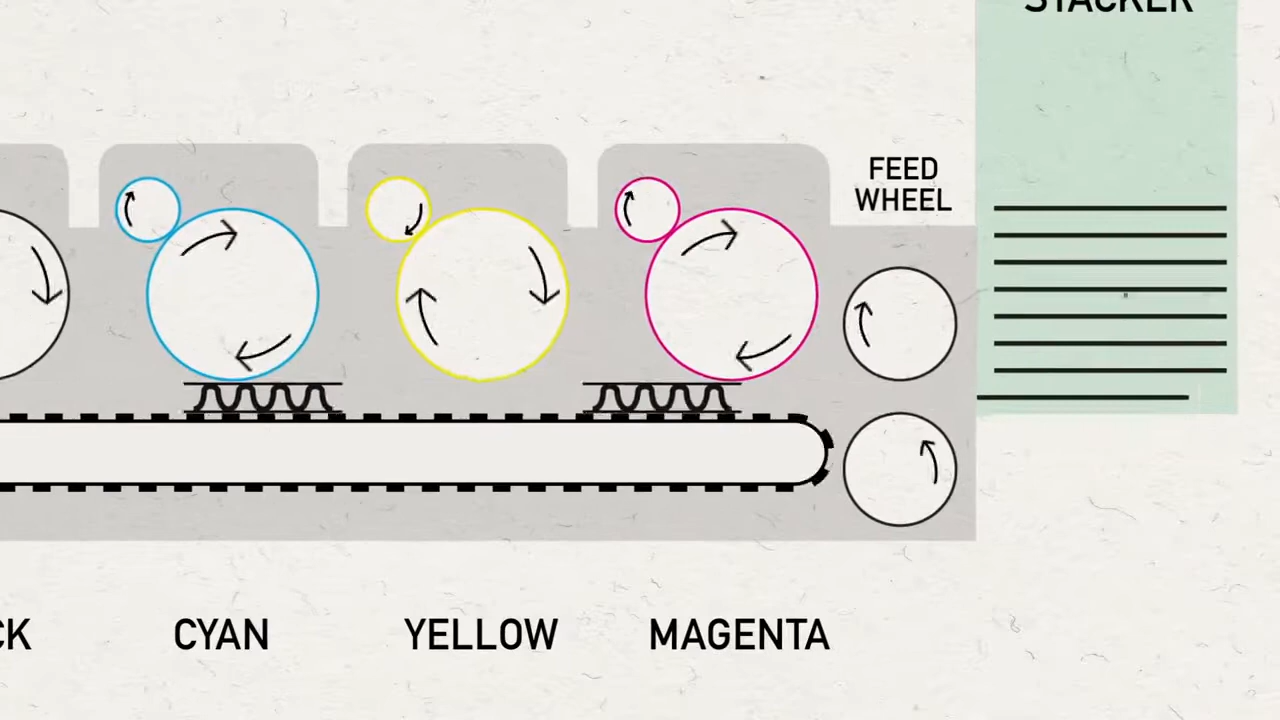 STACKER
FEED
WHEEL
CK
CYAN
YELLOW
MAGENTA